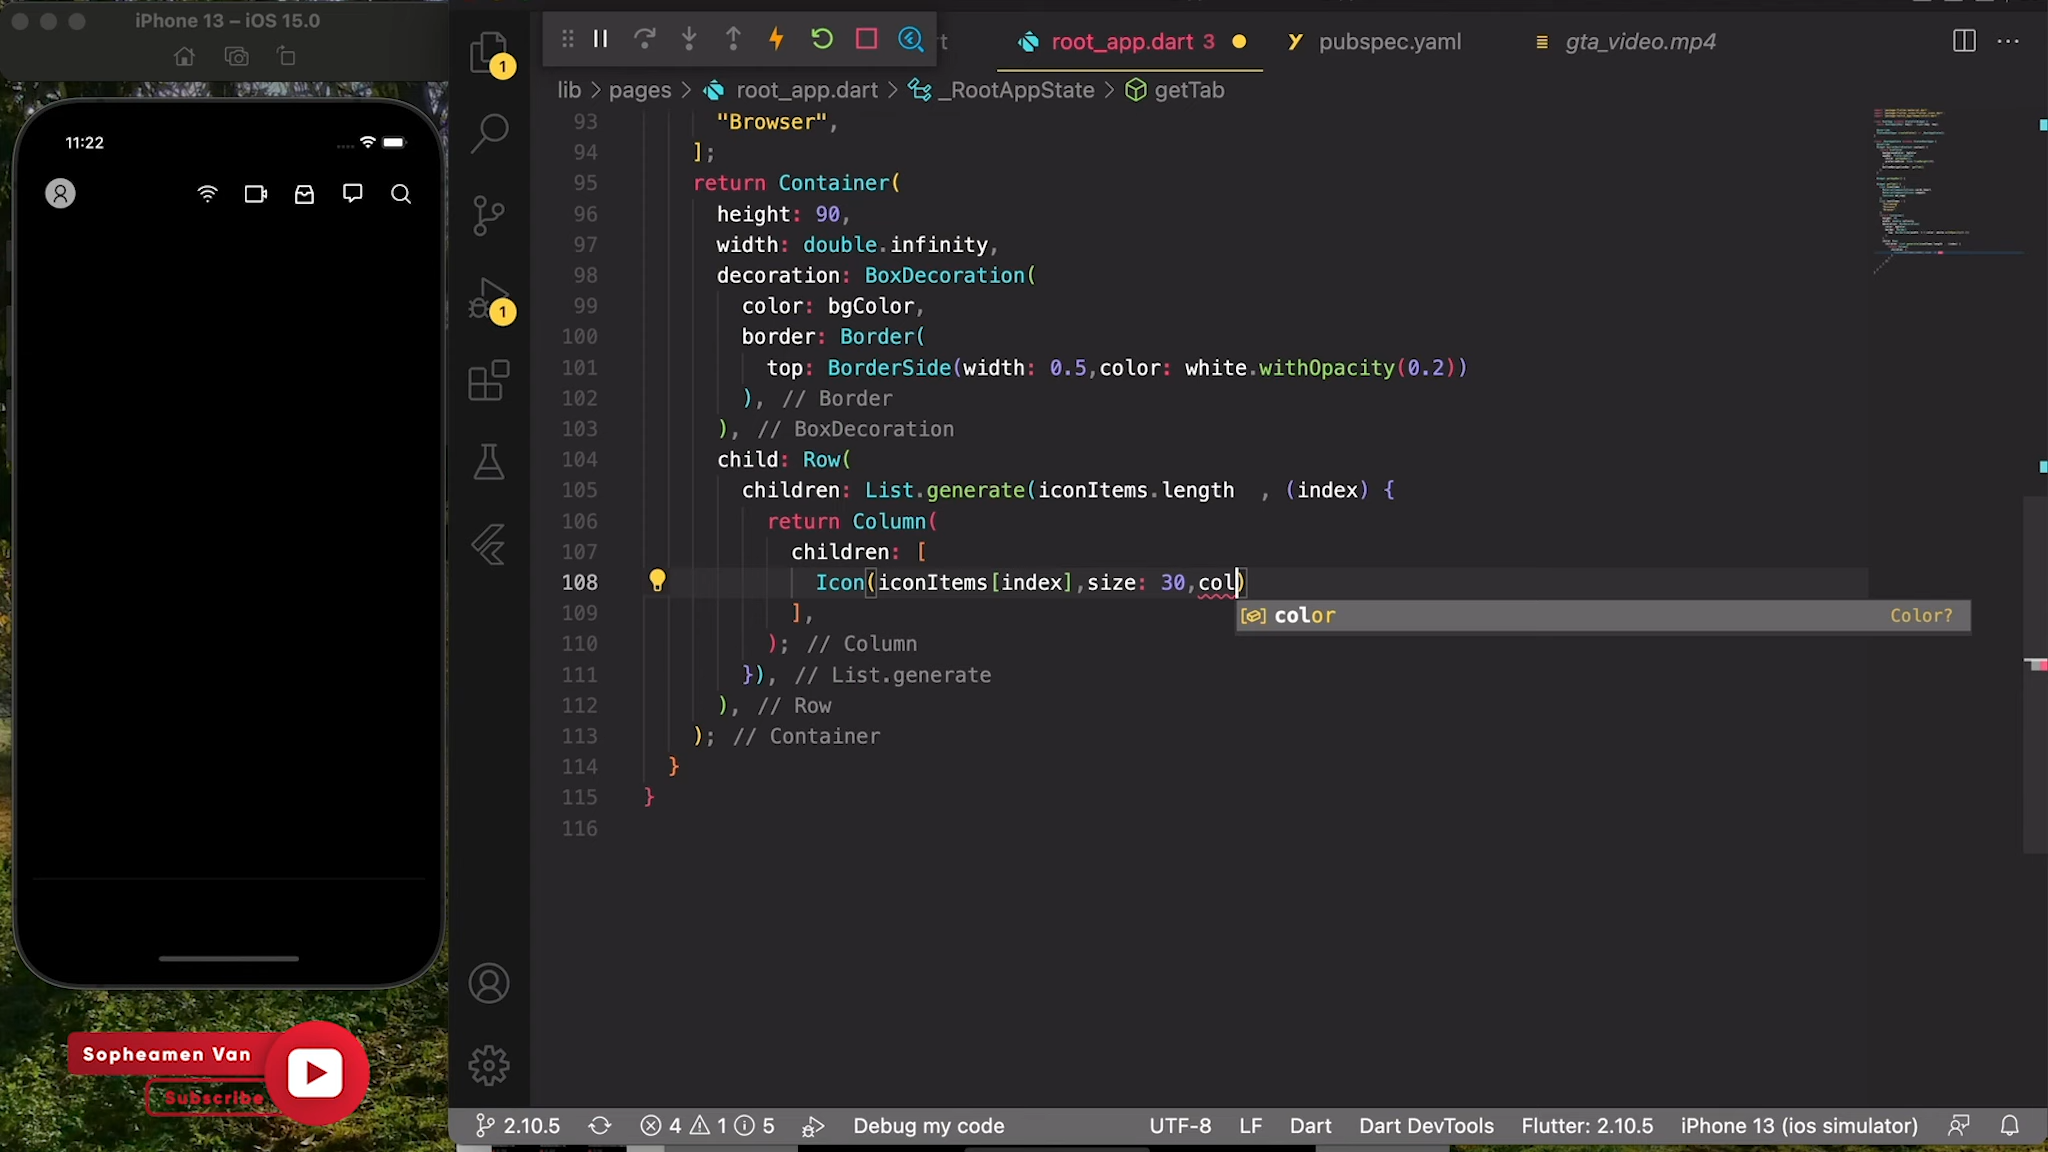 iPhone 13 – iOS 15.0
11:22
Sopheamen Van
Subscribe
1
1
rt
root_app.dart 3
pubspec.yaml
gta_video.mp4
lib > pages > root_app.dart > _RootAppState > getTab
93 "Browser",
94 ];
95 return Container(
96 height: 90,
97 width: double.infinity,
98 decoration: BoxDecoration(
99 color: bgColor,
100 border: Border(
101 top: BorderSide(width: 0.5,color: white.withOpacity(0.2))
102 ), // Border
103 ), // BoxDecoration
104 child: Row(
105 children: List.generate(iconItems.length  , (index) {
106 return Column(
107 children: [
108 Icon(iconItems[index],size: 30,col)
color Color?
109 ],
110 ); // Column
111 }), // List.generate
112 ), // Row
113 ); // Container
114 }
115 }
116
2.10.5 4 1 5 Debug my code UTF-8 LF Dart Dart DevTools Flutter: 2.10.5 iPhone 13 (ios simulator)